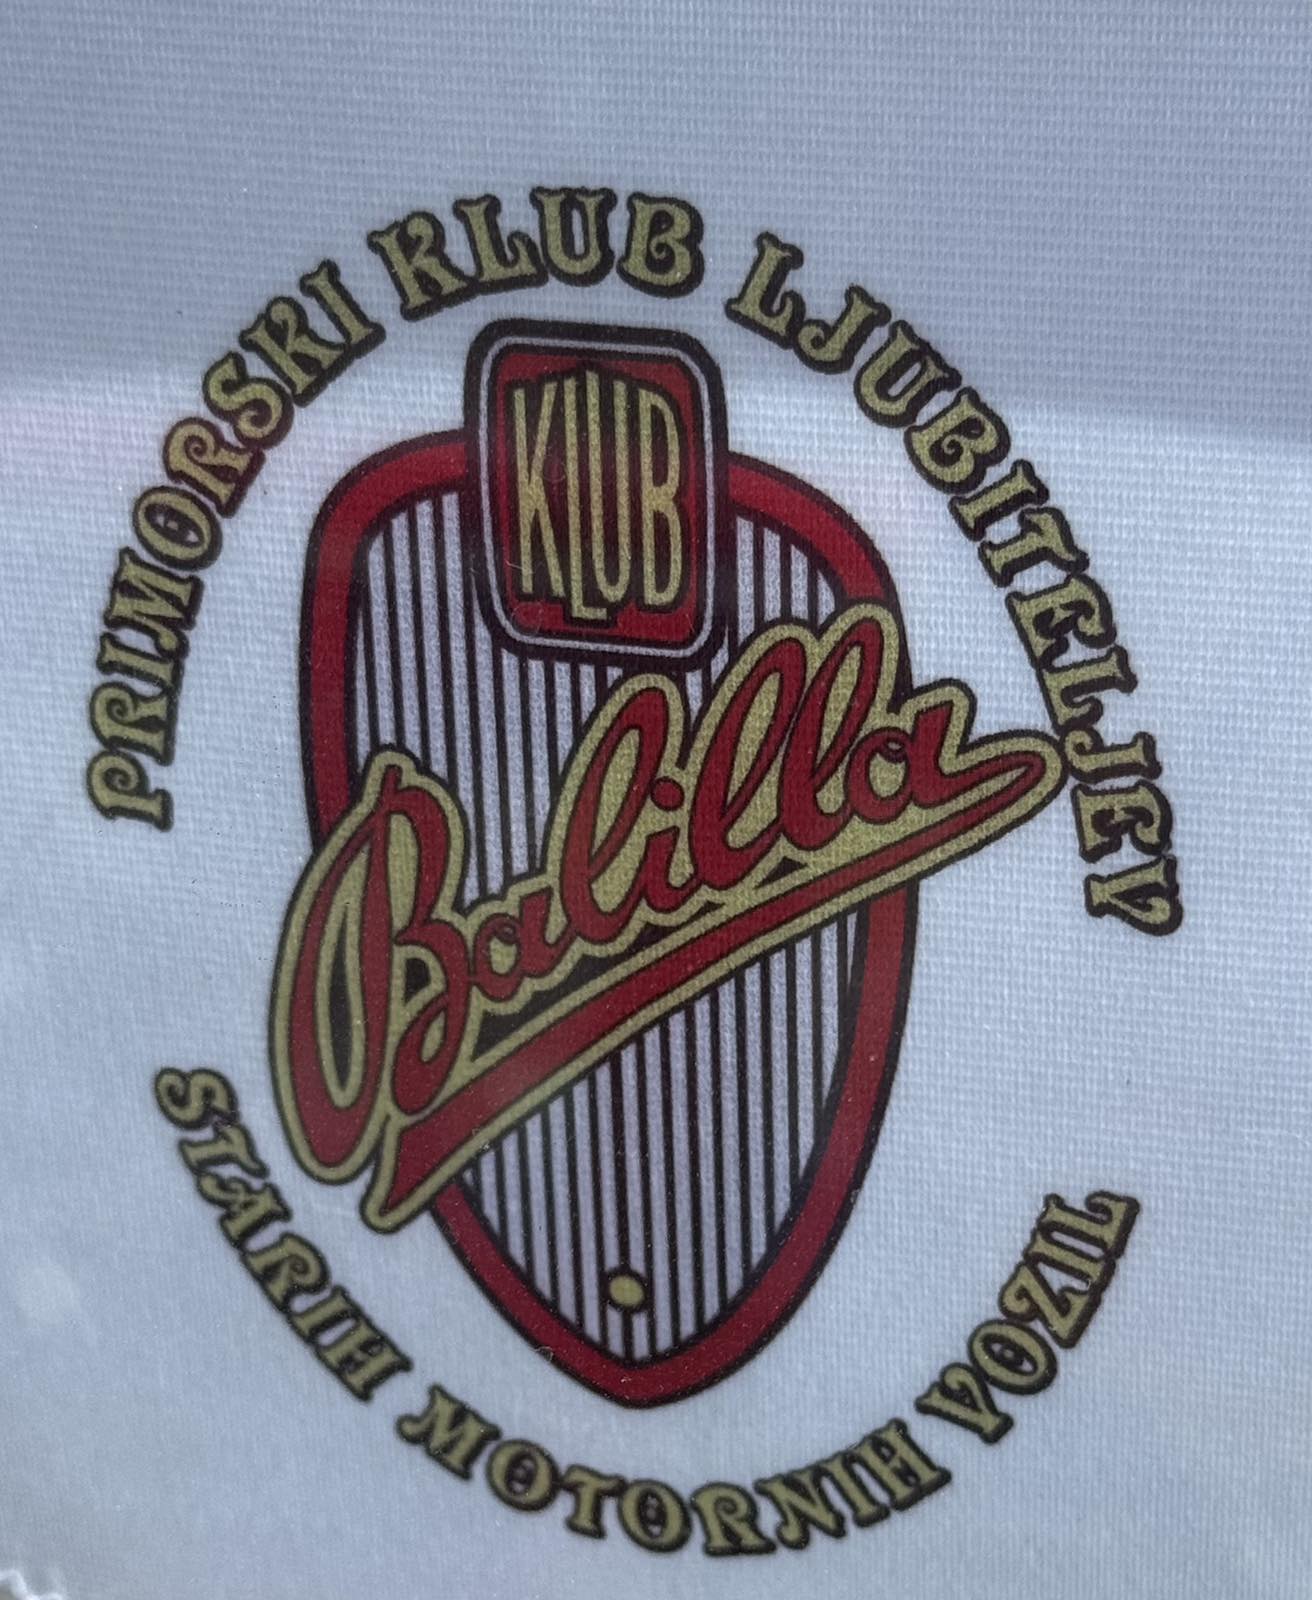 PRIMORSKI KLUB LJUBITELJEV
KLUB
Balilla
STARIH MOTORNIH VOZIL